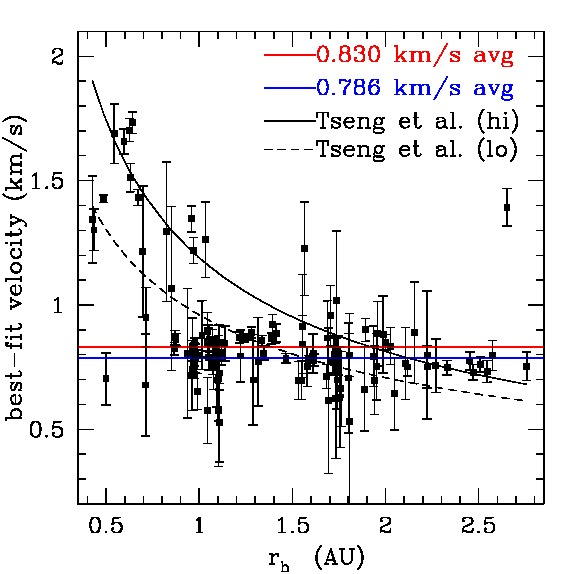 2
1.5
1
0.5
best-fit velocity (km/s)
0.830 km/s avg
0.786 km/s avg
Tseng et al. (hi)
Tseng et al. (lo)
0.5 1 1.5 2 2.5
r_h (AU)